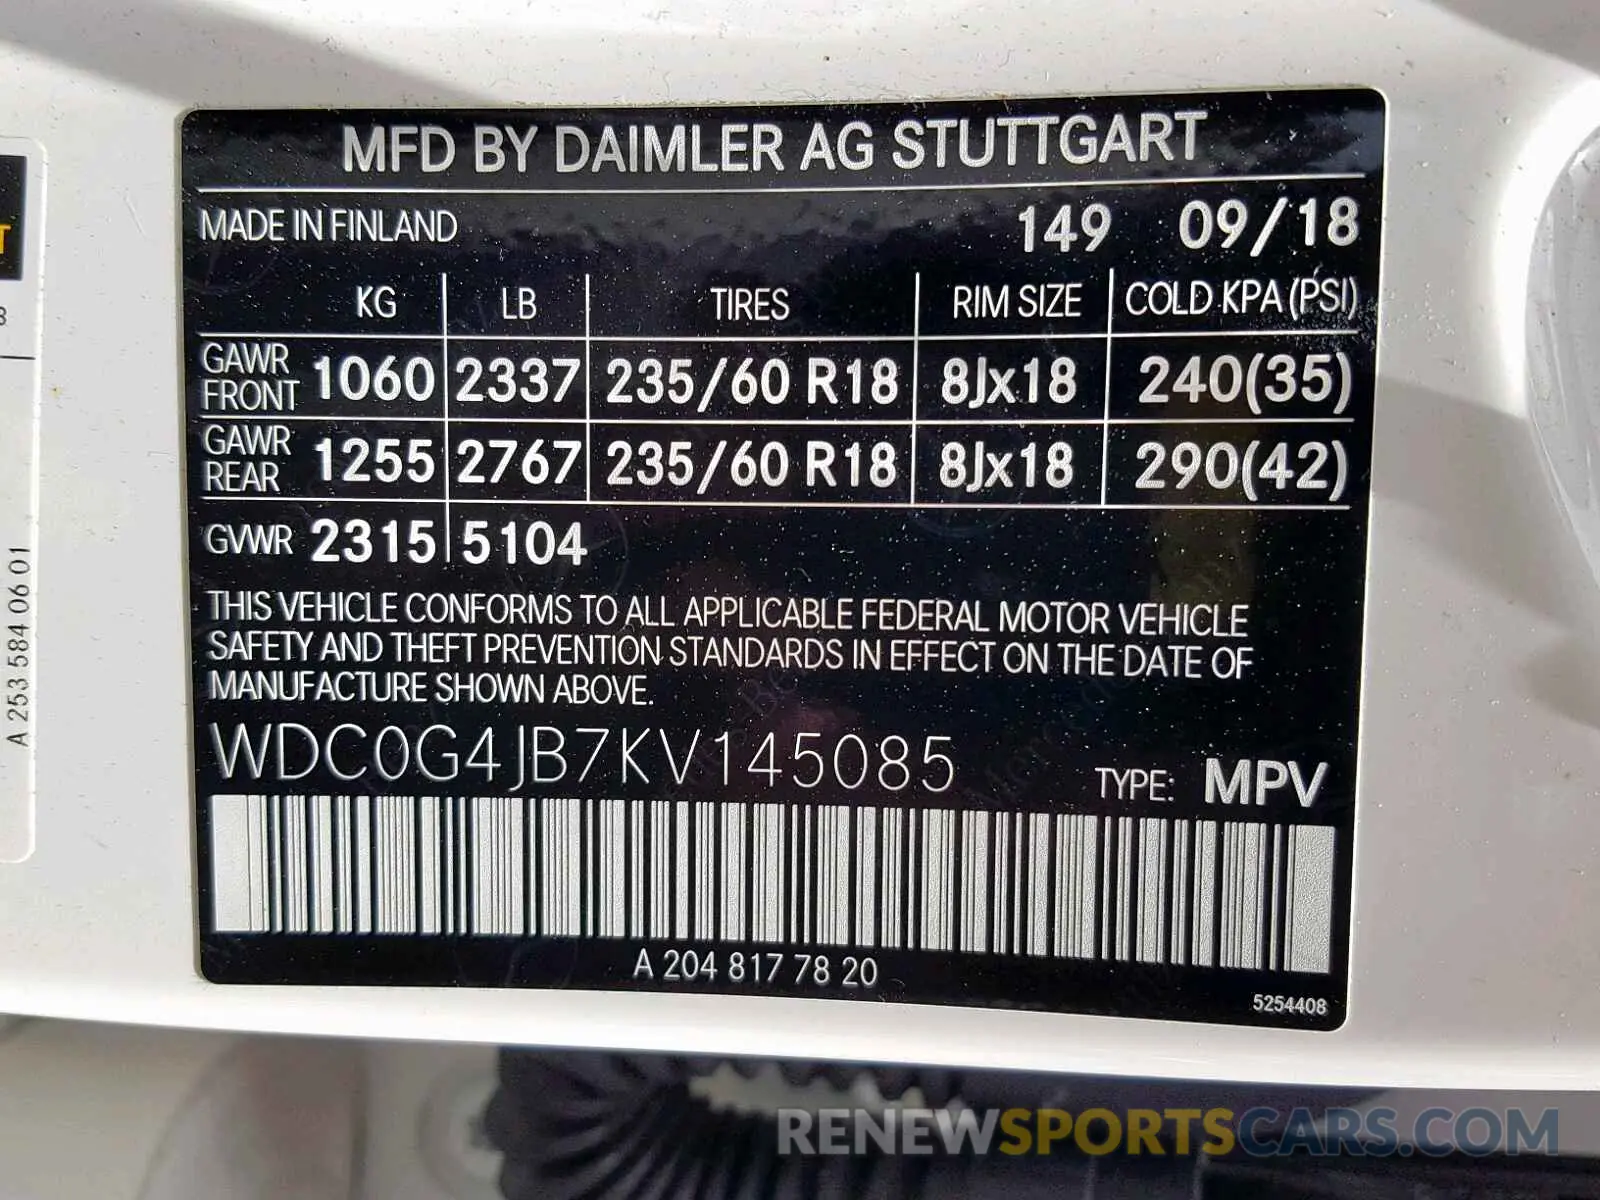 MFD BY DAIMLER AG STUTTGART
MADE IN FINLAND 149 09/18
KG LB TIRES RIM SIZE COLD KPA (PSI)
GAWR FRONT 1060 2337 235/60 R18 8Jx18 240(35)
GAWR REAR 1255 2767 235/60 R18 8Jx18 290(42)
GVWR 2315 5104
THIS VEHICLE CONFORMS TO ALL APPLICABLE FEDERAL MOTOR VEHICLE
SAFETY AND THEFT PREVENTION STANDARDS IN EFFECT ON THE DATE OF
MANUFACTURE SHOWN ABOVE.
WDC0G4JB7KV145085 TYPE: MPV
A 204 817 78 20
5254408
A 253 584 06 01
RENEWSPORTSCARS.COM